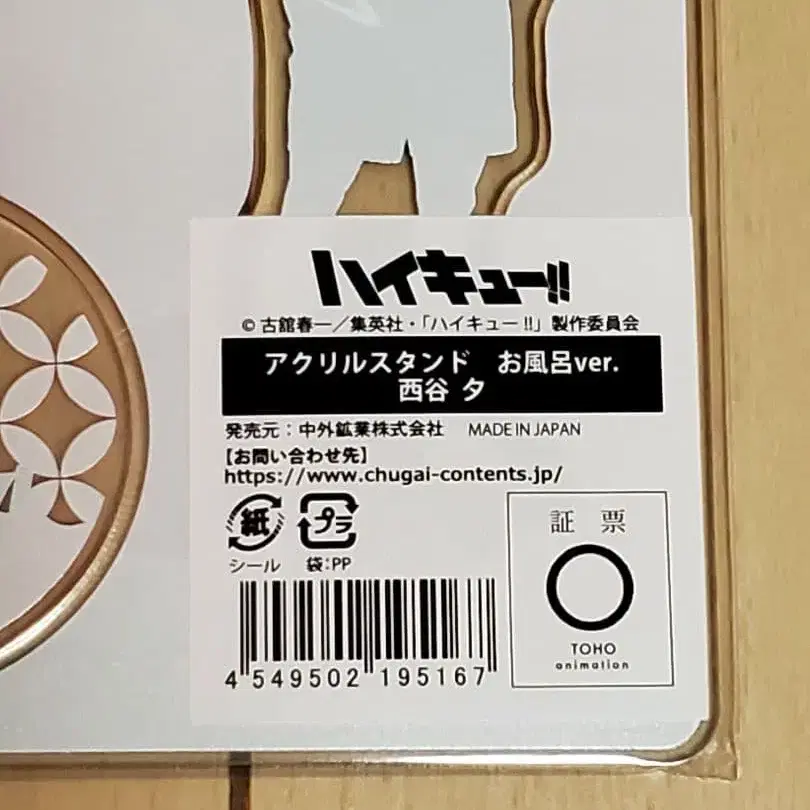 ハイキュー!!
© 古舘春一／集英社・「ハイキュー!!」製作委員会
アクリルスタンド　お風呂ver.
西谷 夕
発売元：中外鉱業株式会社　MADE IN JAPAN
【お問い合わせ先】
https://www.chugai-contents.jp/
紙
シール
プラ
袋:PP
4 549502 195167
証 票
TOHO
animation